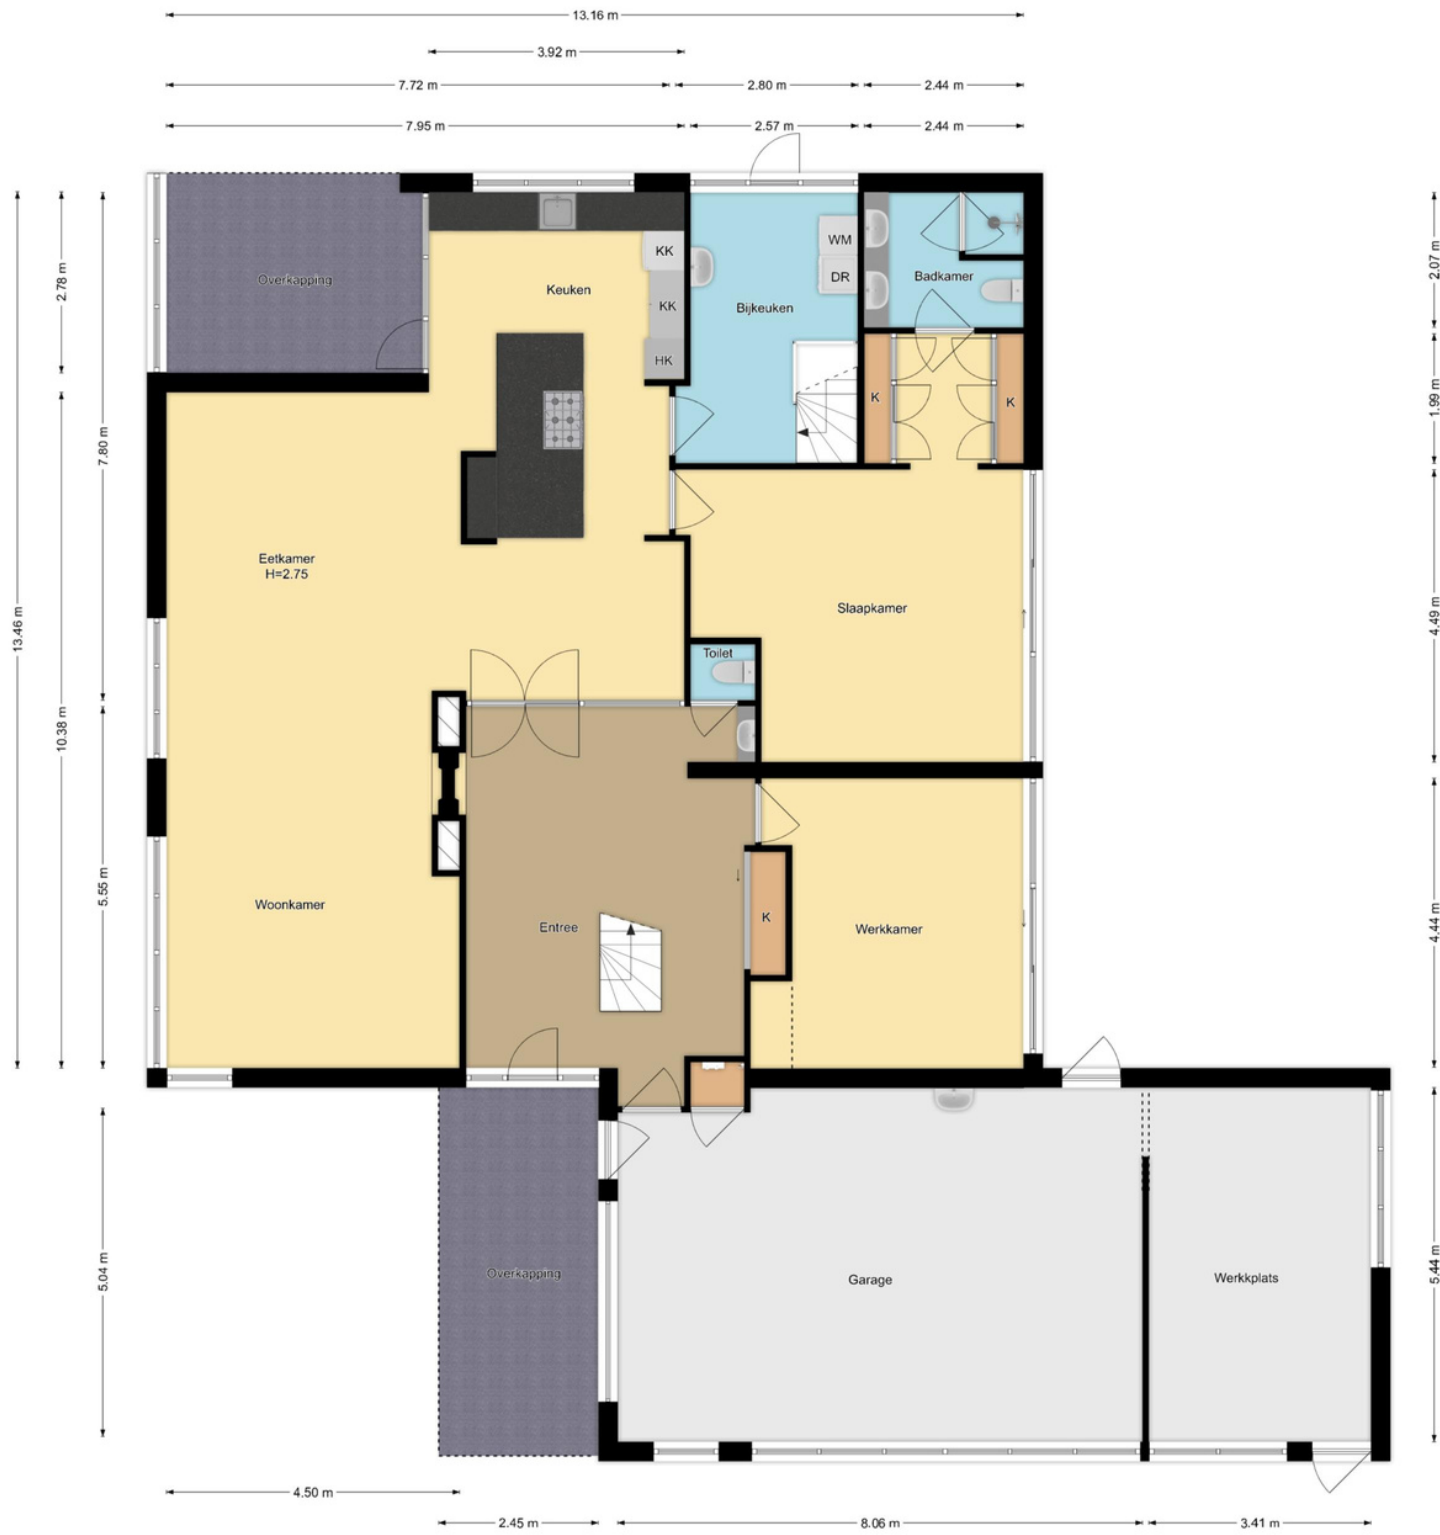 13.16 m
3.92 m
7.72 m
2.80 m
2.44 m
7.95 m
2.57 m
2.44 m
13.46 m
2.78 m
10.38 m
7.80 m
5.55 m
5.04 m
2.07 m
1.99 m
4.49 m
4.44 m
5.44 m
Overkapping
Keuken
KK
KK
HK
Bijkeuken
WM
DR
Badkamer
K
K
Eetkamer
H=2.75
Slaapkamer
Toilet
Woonkamer
Entree
K
Werkkamer
Overkapping
Garage
Werkkplats
4.50 m
2.45 m
8.06 m
3.41 m